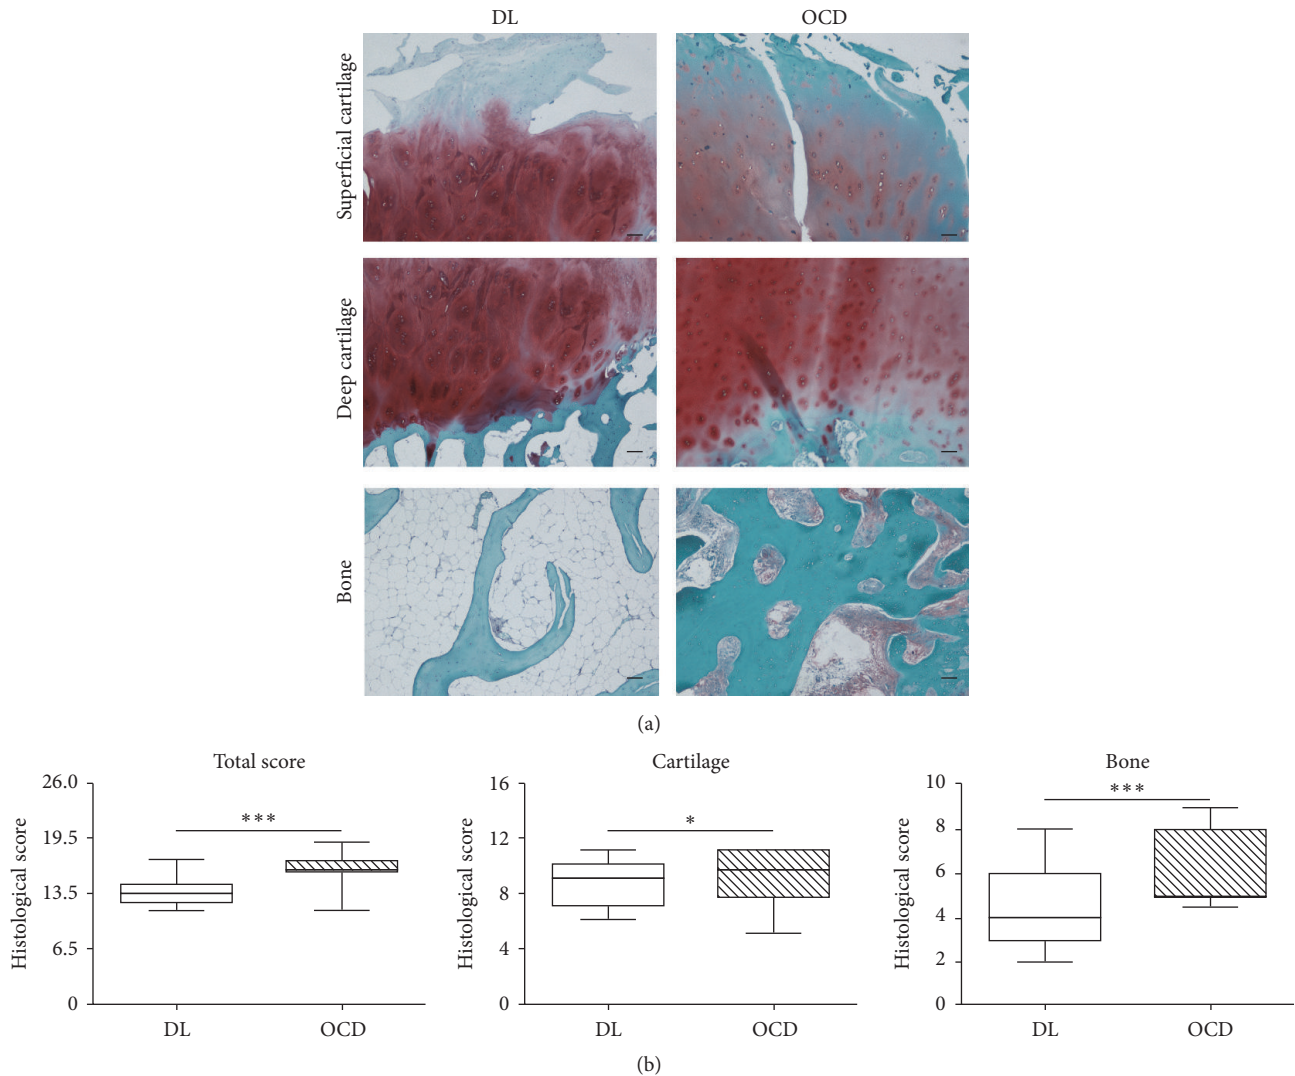 DL OCD
Superficial cartilage
Deep cartilage
Bone
(a)
Total score
***
Histological score
26.0
19.5
13.5
6.5
0
DL OCD
Cartilage
*
Histological score
16
12
8
4
0
DL OCD
Bone
***
Histological score
10
8
6
4
2
0
DL OCD
(b)